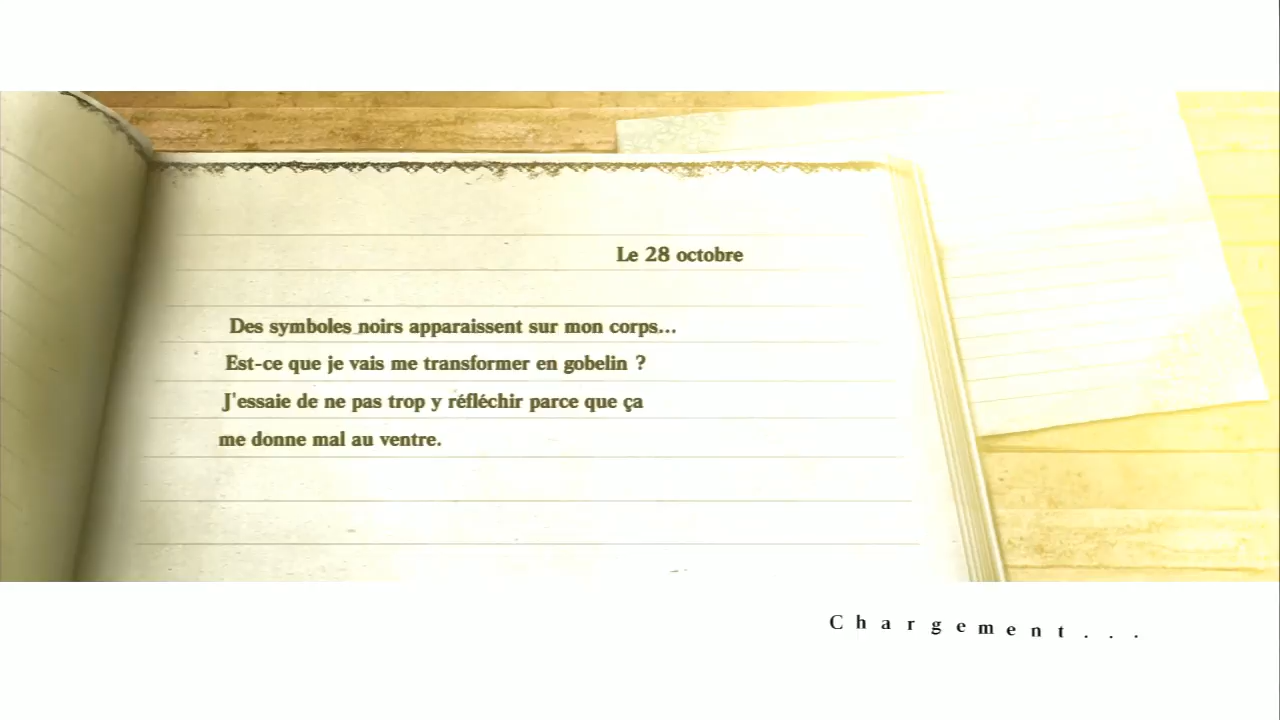 Le 28 octobre
Des symboles noirs apparaissent sur mon corps...
Est-ce que je vais me transformer en gobelin ?
J'essaie de ne pas trop y réfléchir parce que ça
me donne mal au ventre.
Chargement...